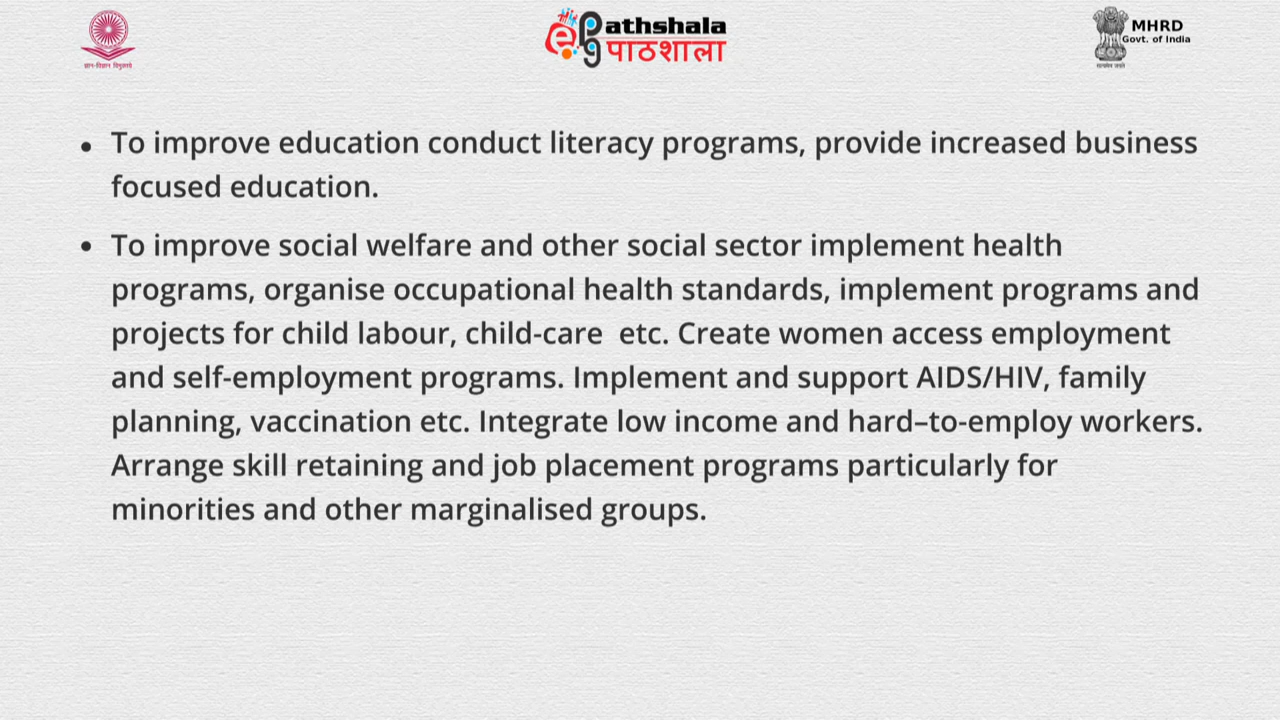 ज्ञान-विज्ञान विमुक्तये
ePathshala
पाठशाला
MHRD
Govt. of India
सत्यमेव जयते
• To improve education conduct literacy programs, provide increased business
focused education.
• To improve social welfare and other social sector implement health
programs, organise occupational health standards, implement programs and
projects for child labour, child-care etc. Create women access employment
and self-employment programs. Implement and support AIDS/HIV, family
planning, vaccination etc. Integrate low income and hard–to-employ workers.
Arrange skill retaining and job placement programs particularly for
minorities and other marginalised groups.